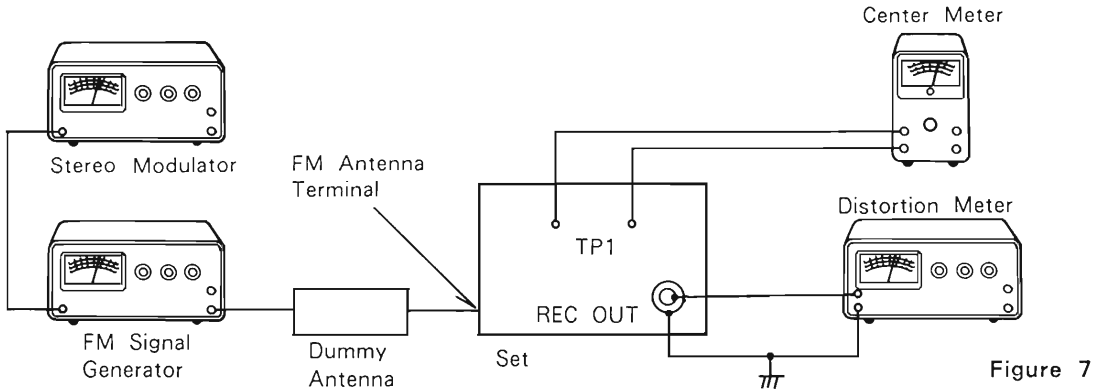 Center Meter
Stereo Modulator
FM Antenna
Terminal
Distortion Meter
TP1
REC OUT
FM Signal
Generator
Dummy
Antenna
Set
Figure 7